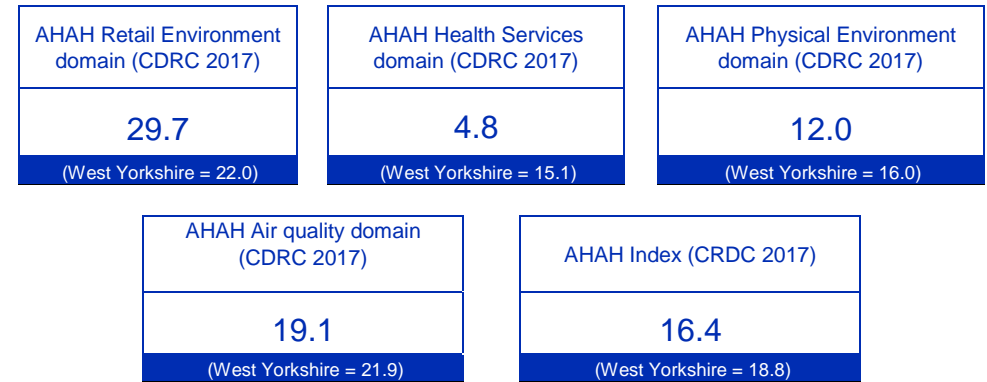 AHAH Retail Environment
domain (CDRC 2017)
29.7
(West Yorkshire = 22.0)
AHAH Health Services
domain (CDRC 2017)
4.8
(West Yorkshire = 15.1)
AHAH Physical Environment
domain (CDRC 2017)
12.0
(West Yorkshire = 16.0)
AHAH Air quality domain
(CDRC 2017)
19.1
(West Yorkshire = 21.9)
AHAH Index (CRDC 2017)
16.4
(West Yorkshire = 18.8)